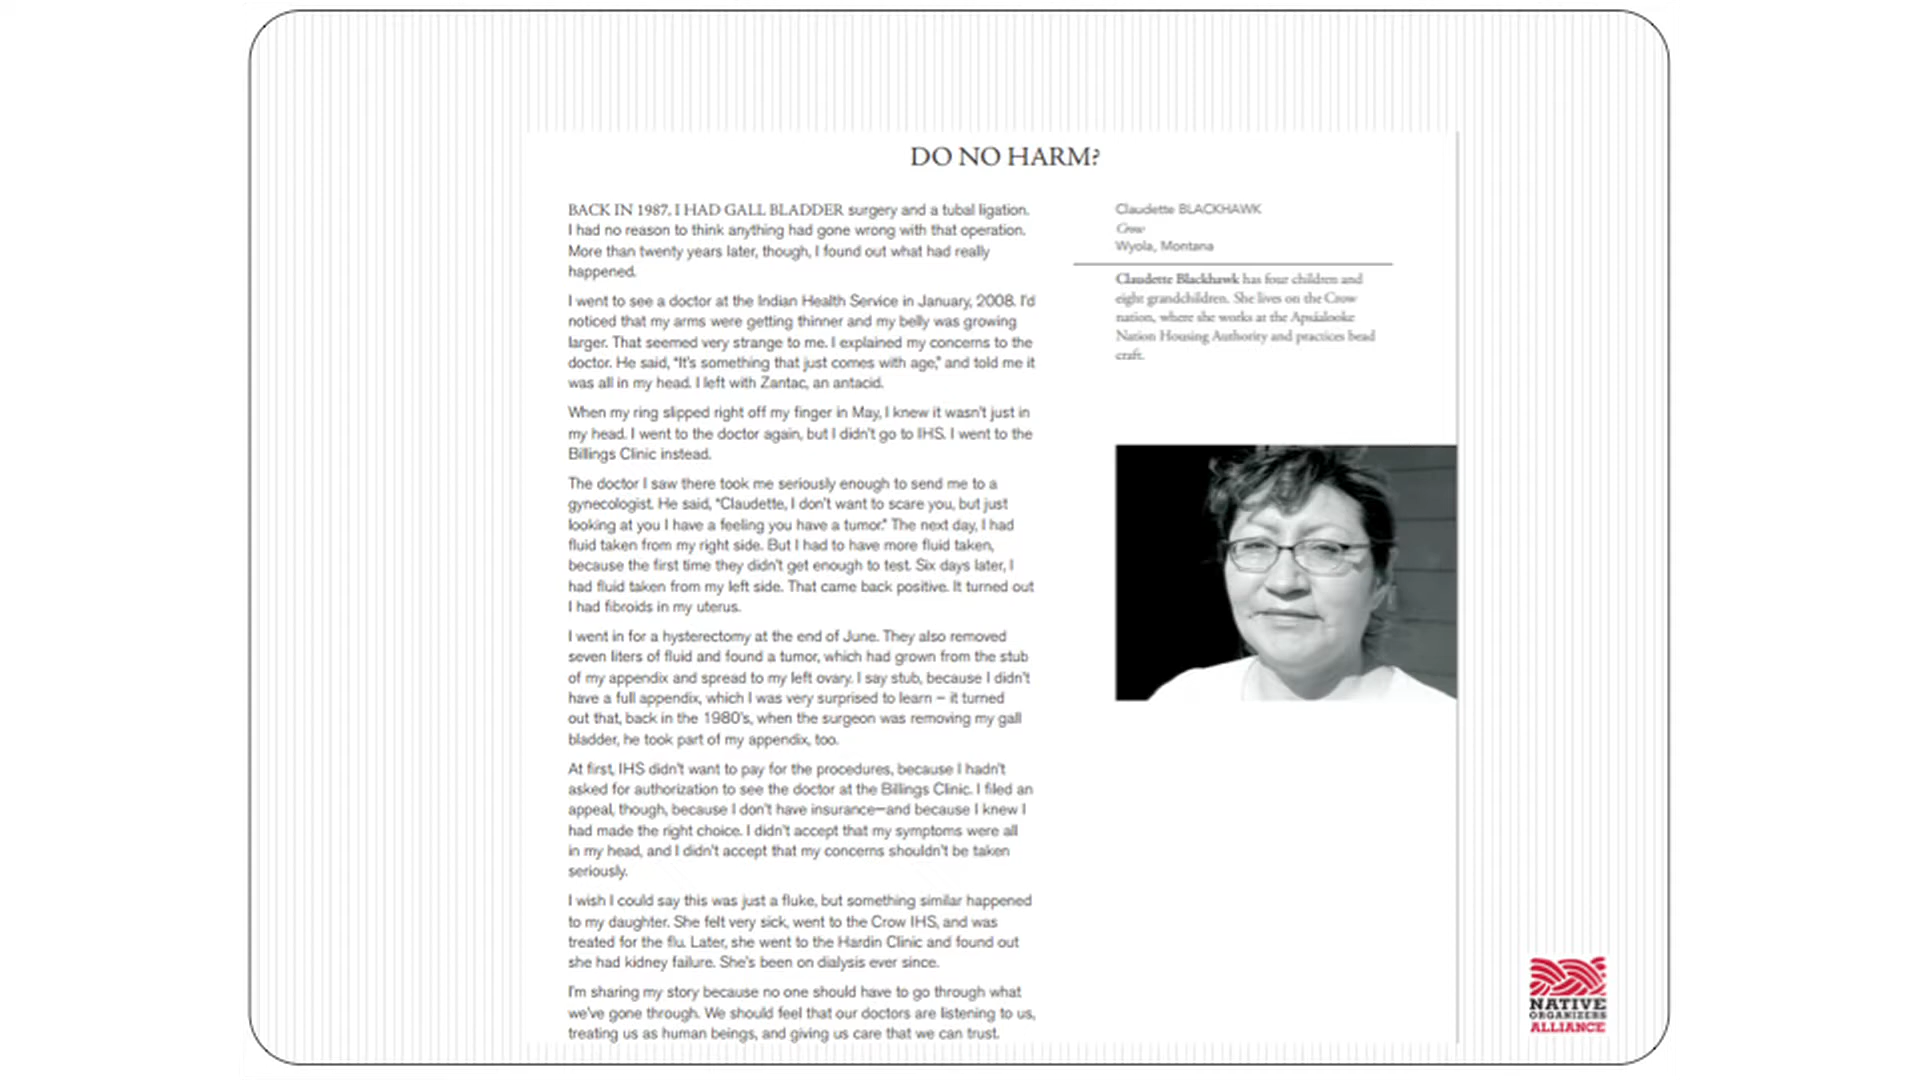 DO NO HARM?
BACK IN 1987, I HAD GALL BLADDER surgery and a tubal ligation.
I had no reason to think anything had gone wrong with that operation.
More than twenty years later, though, I found out what had really
happened.
I went to see a doctor at the Indian Health Service in January, 2008. I'd
noticed that my arms were getting thinner and my belly was growing
larger. That seemed very strange to me. I explained my concerns to the
doctor. He said, "It's something that just comes with age," and told me it
was all in my head. I left with Zantac, an antacid.
When my ring slipped right off my finger in May, I knew it wasn't just in
my head. I went to the doctor again, but I didn't go to IHS. I went to the
Billings Clinic instead.
The doctor I saw there took me seriously enough to send me to a
gynecologist. He said, "Claudette, I don't want to scare you, but just
looking at you I have a feeling you have a tumor." The next day, I had
fluid taken from my right side. But I had to have more fluid taken,
because the first time they didn't get enough to test. Six days later, I
had fluid taken from my left side. That came back positive. It turned out
I had fibroids in my uterus.
I went in for a hysterectomy at the end of June. They also removed
seven liters of fluid and found a tumor, which had grown from the stub
of my appendix and spread to my left ovary. I say stub, because I didn't
have a full appendix, which I was very surprised to learn – it turned
out that, back in the 1980's, when the surgeon was removing my gall
bladder, he took part of my appendix, too.
At first, IHS didn't want to pay for the procedures, because I hadn't
asked for authorization to see the doctor at the Billings Clinic. I filed an
appeal, though, because I don't have insurance—and because I knew I
had made the right choice. I didn't accept that my symptoms were all
in my head, and I didn't accept that my concerns shouldn't be taken
seriously.
I wish I could say this was just a fluke, but something similar happened
to my daughter. She felt very sick, went to the Crow IHS, and was
treated for the flu. Later, she went to the Hardin Clinic and found out
she had kidney failure. She's been on dialysis ever since.
I'm sharing my story because no one should have to go through what
we've gone through. We should feel that our doctors are listening to us,
treating us as human beings, and giving us care that we can trust.
Claudette BLACKHAWK
Crow
Wyola, Montana
Claudette Blackhawk has four children and
eight grandchildren. She lives on the Crow
nation, where she works at the Apsáalooke
Nation Housing Authority and practices bead
craft.
NATIVE
ORGANIZERS
ALLIANCE